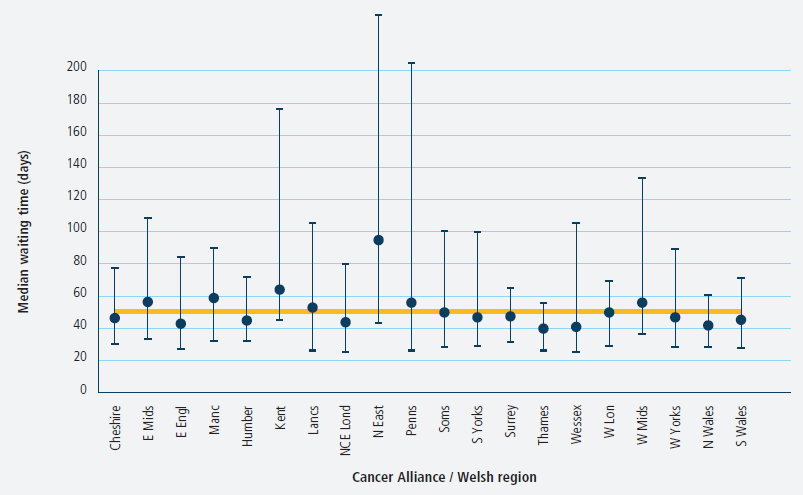 Median waiting time (days)
200
180
160
140
120
100
80
60
40
20
0
Cheshire
E Mids
E Engl
Manc
Humber
Kent
Lancs
NCE Lond
N East
Penns
Soms
S Yorks
Surrey
Thames
Wessex
W Lon
W Mids
W Yorks
N Wales
S Wales
Cancer Alliance / Welsh region